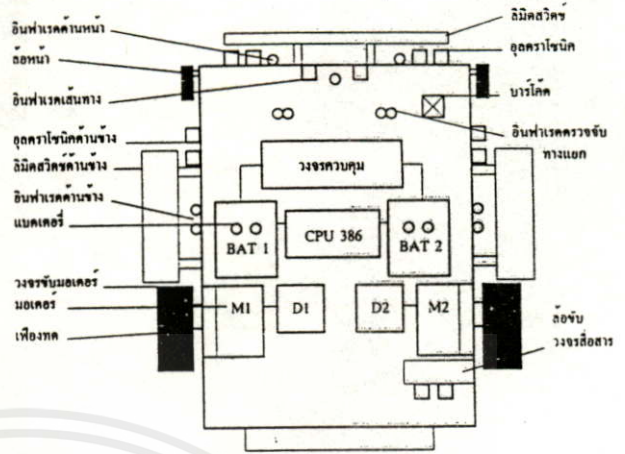 ลิมิตสวิตช์
อินฟาเรดด้านหน้า
อุลตราโซนิค
ล้อหน้า
อินฟาเรดเส้นทาง
บาร์โค้ด
อุลตราโซนิคด้านข้าง
อินฟาเรดตรวจจับ
ทางแยก
ลิมิตสวิตช์ด้านข้าง
วงจรควบคุม
อินฟาเรดด้านข้าง
แบตเตอรี่
BAT 1
CPU 386
BAT 2
วงจรขับมอเตอร์
มอเตอร์
M1
D1
D2
M2
เฟืองทด
ล้อขับ
วงจรสื่อสาร